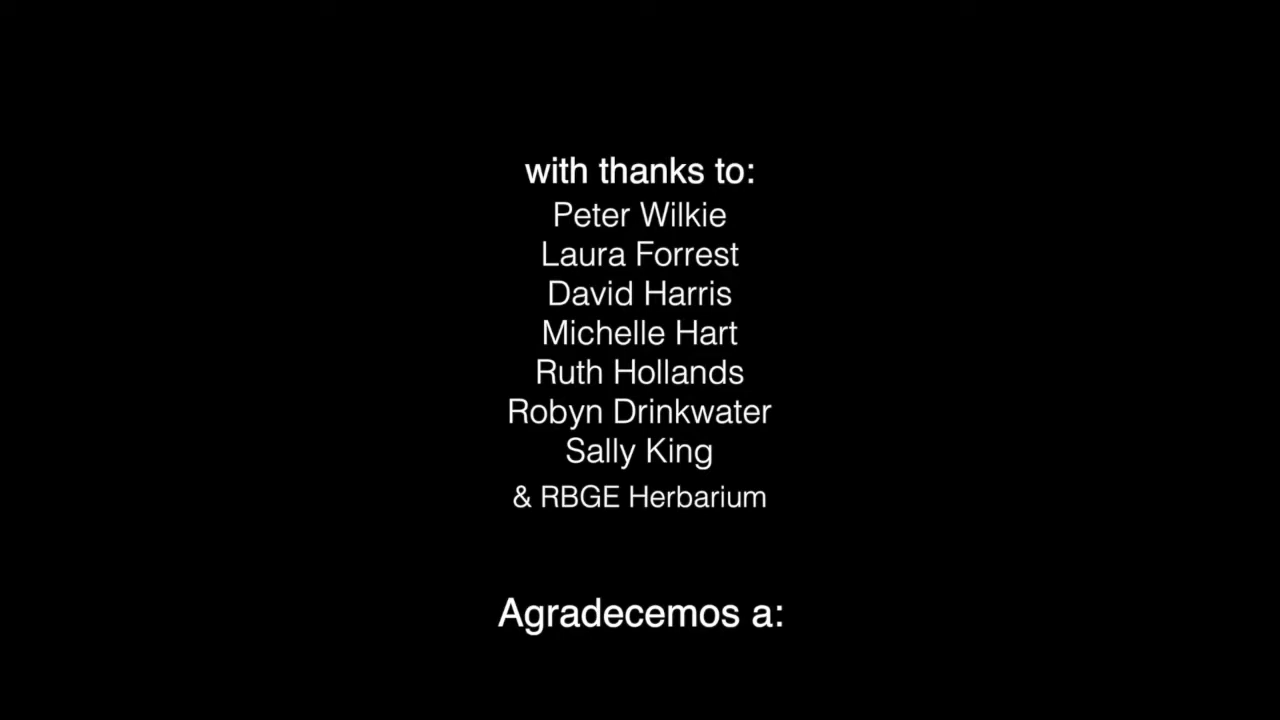 with thanks to:
Peter Wilkie
Laura Forrest
David Harris
Michelle Hart
Ruth Hollands
Robyn Drinkwater
Sally King
& RBGE Herbarium
Agradecemos a: